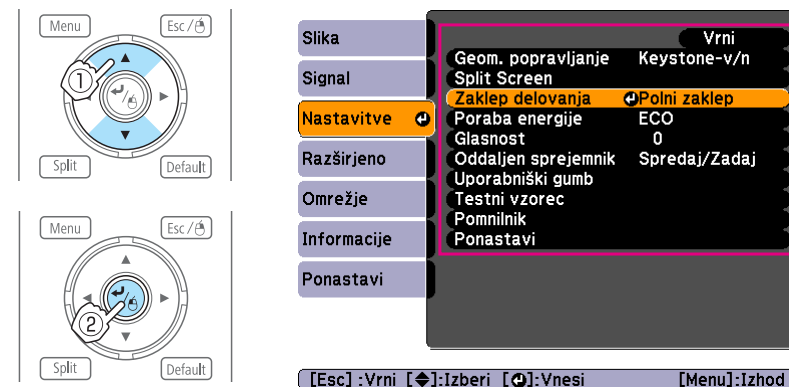 Menu Esc/
1
Split Default
Menu Esc/
2
Split Default
Slika
Signal
Nastavitve
Razširjeno
Omrežje
Informacije
Ponastavi
Vrni
Geom. popravljanje Keystone-v/n
Split Screen
Zaklep delovanja Polni zaklep
Poraba energije ECO
Glasnost 0
Oddaljen sprejemnik Spredaj/Zadaj
Uporabniški gumb
Testni vzorec
Pomnilnik
Ponastavi
[Esc] :Vrni [◆]:Izberi [⏎]:Vnesi [Menu]:Izhod